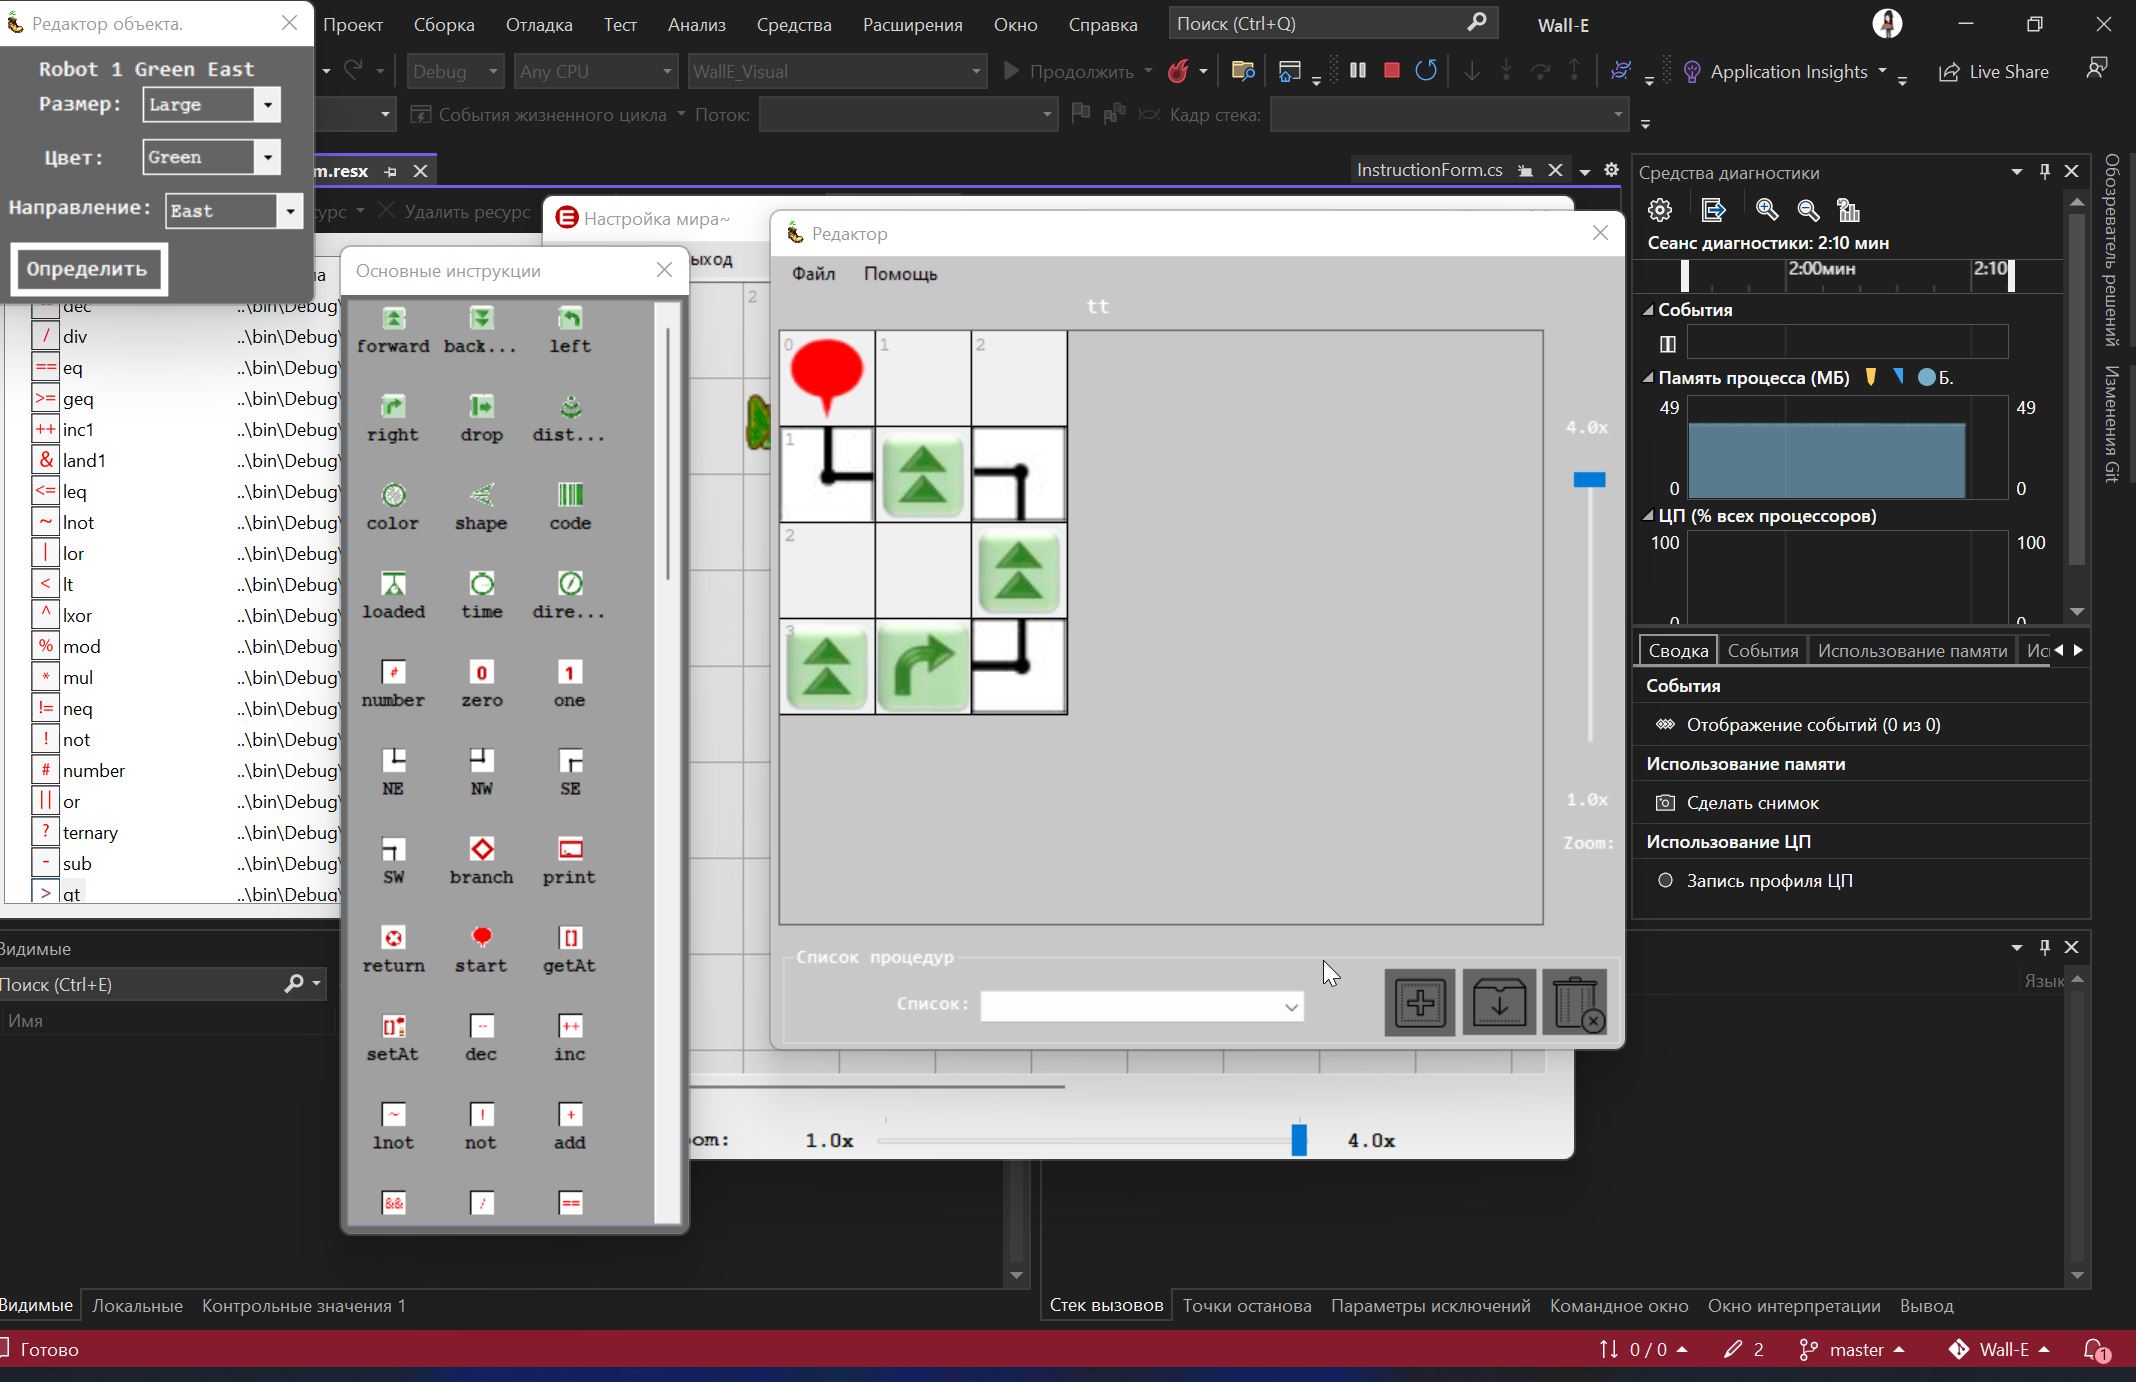 Редактор объекта.
Robot 1 Green East
Размер: Large
Цвет: Green
Направление: East
Определить
Проект Сборка Отладка Тест Анализ Средства Расширения Окно Справка Поиск (Ctrl+Q) Wall-E
Debug Any CPU WallE_Visual Продолжить Application Insights Live Share
События жизненного цикла Поток: Кадр стека:
m.resx InstructionForm.cs
Удалить ресурс
dec ..\bin\Debug\
/ div ..\bin\Debug\
== eq ..\bin\Debug\
>= geq ..\bin\Debug\
++ inc1 ..\bin\Debug\
& land1 ..\bin\Debug\
<= leq ..\bin\Debug\
~ lnot ..\bin\Debug\
| lor ..\bin\Debug\
< lt ..\bin\Debug\
^ lxor ..\bin\Debug\
% mod ..\bin\Debug\
* mul ..\bin\Debug\
!= neq ..\bin\Debug\
! not ..\bin\Debug\
# number ..\bin\Debug\
|| or ..\bin\Debug\
? ternary ..\bin\Debug\
- sub ..\bin\Debug\
> gt ..\bin\Debug\
Основные инструкции
forward back... left
right drop dist...
color shape code
loaded time dire...
# 0 1
number zero one
NE NW SE
SW branch print
return start getAt
[] -- ++
setAt dec inc
~ ! +
lnot not add
&& / ==
Настройка мира~
ыход
2
om: 1.0x 4.0x
Редактор
Файл Помощь
tt
0 1 2
1
2
3
4.0x
1.0x
Zoom:
Список процедур
Список:
Средства диагностики
Сеанс диагностики: 2:10 мин
2:00мин 2:10
События
Память процесса (МБ) Б.
49 49
0 0
ЦП (% всех процессоров)
100 100
Сводка События Использование памяти
События
Отображение событий (0 из 0)
Использование памяти
Сделать снимок
Использование ЦП
Запись профиля ЦП
Обозреватель решений Изменения Git
Видимые
Поиск (Ctrl+E)
Имя
Язык
Видимые Локальные Контрольные значения 1
Стек вызовов Точки останова Параметры исключений Командное окно Окно интерпретации Вывод
Готово 0 / 0 2 master Wall-E 1